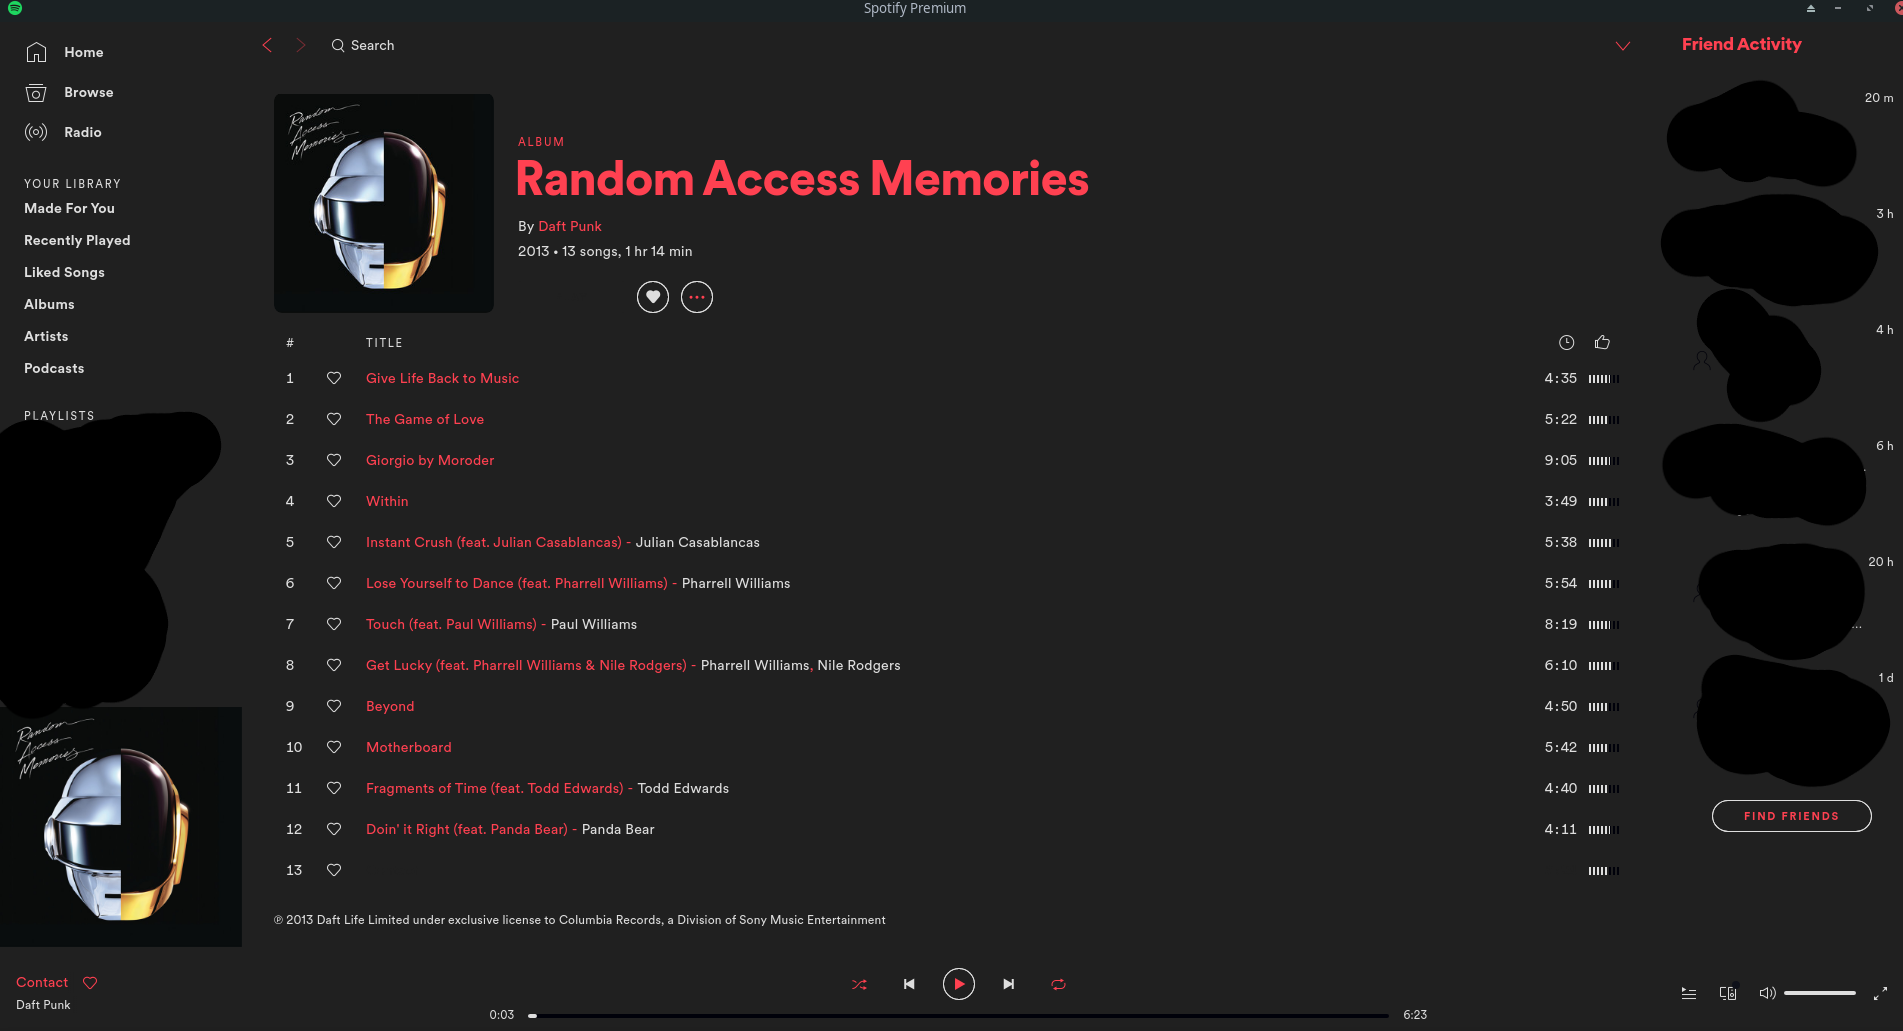 Spotify Premium
Home
Browse
Radio
YOUR LIBRARY
Made For You
Recently Played
Liked Songs
Albums
Artists
Podcasts
PLAYLISTS
Random
Access
Memories
Contact
Daft Punk
Search
Random
Access
Memories
ALBUM
Random Access Memories
By Daft Punk
2013 • 13 songs, 1 hr 14 min
# TITLE
1 Give Life Back to Music 4:35
2 The Game of Love 5:22
3 Giorgio by Moroder 9:05
4 Within 3:49
5 Instant Crush (feat. Julian Casablancas) - Julian Casablancas 5:38
6 Lose Yourself to Dance (feat. Pharrell Williams) - Pharrell Williams 5:54
7 Touch (feat. Paul Williams) - Paul Williams 8:19
8 Get Lucky (feat. Pharrell Williams & Nile Rodgers) - Pharrell Williams, Nile Rodgers 6:10
9 Beyond 4:50
10 Motherboard 5:42
11 Fragments of Time (feat. Todd Edwards) - Todd Edwards 4:40
12 Doin' it Right (feat. Panda Bear) - Panda Bear 4:11
13
℗ 2013 Daft Life Limited under exclusive license to Columbia Records, a Division of Sony Music Entertainment
0:03 6:23
Friend Activity
20 m
3 h
4 h
6 h
20 h
...
1 d
FIND FRIENDS